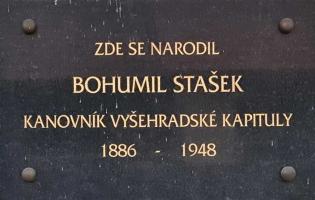 ZDE SE NARODIL
BOHUMIL STAŠEK
KANOVNÍK VYŠEHRADSKÉ KAPITULY
1886 - 1948